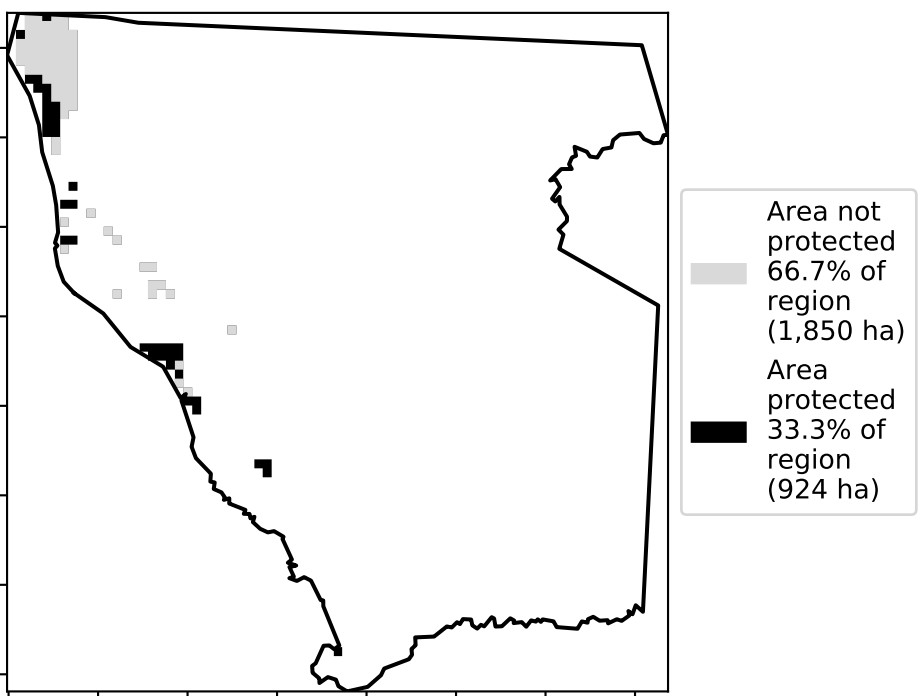 Area not
protected
66.7% of
region
(1,850 ha)
Area
protected
33.3% of
region
(924 ha)